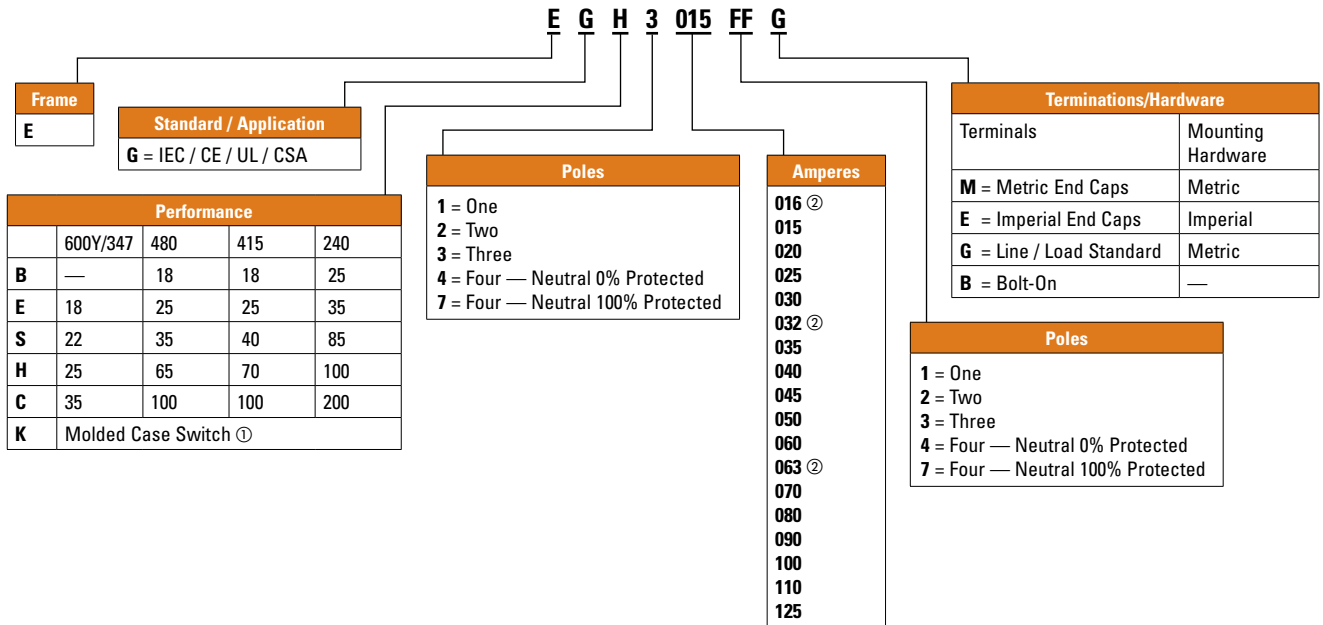 E G H 3 015 FF G
Frame
E
Standard / Application
G = IEC / CE / UL / CSA
Performance
600Y/347 480 415 240
B — 18 18 25
E 18 25 25 35
S 22 35 40 85
H 25 65 70 100
C 35 100 100 200
K Molded Case Switch ①
Poles
1 = One
2 = Two
3 = Three
4 = Four — Neutral 0% Protected
7 = Four — Neutral 100% Protected
Amperes
016 ②
015
020
025
030
032 ②
035
040
045
050
060
063 ②
070
080
090
100
110
125
Poles
1 = One
2 = Two
3 = Three
4 = Four — Neutral 0% Protected
7 = Four — Neutral 100% Protected
Terminations/Hardware
Terminals Mounting
Hardware
M = Metric End Caps Metric
E = Imperial End Caps Imperial
G = Line / Load Standard Metric
B = Bolt-On —